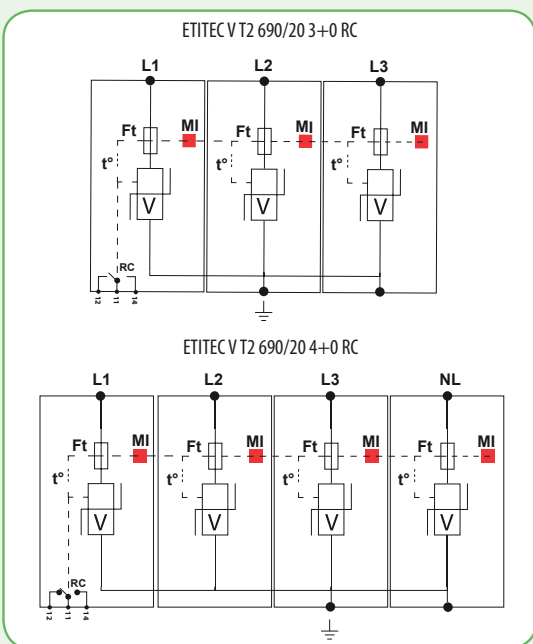 ETITEC V T2 690/20 3+0 RC
L1 L2 L3
Ft MI Ft MI Ft MI
t° t° t°
V V V
RC
12 11 14
ETITEC V T2 690/20 4+0 RC
L1 L2 L3 NL
Ft MI Ft MI Ft MI Ft MI
t° t° t° t°
V V V V
RC
12 11 14